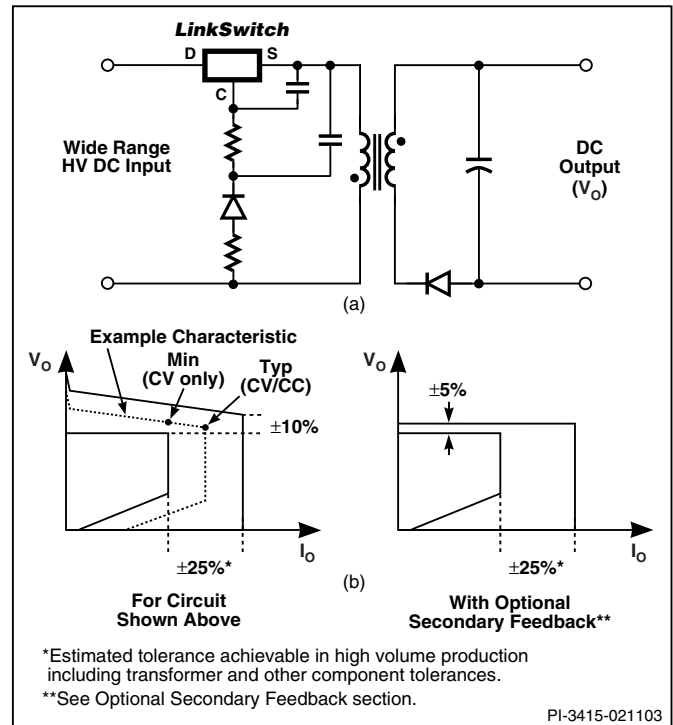 LinkSwitch
D
S
C
Wide Range
HV DC Input
DC
Output
(VO)
(a)
Example Characteristic
VO
Min
(CV only)
Typ
(CV/CC)
±10%
IO
±25%*
For Circuit
Shown Above
VO
±5%
IO
±25%*
With Optional
Secondary Feedback**
(b)
*Estimated tolerance achievable in high volume production
including transformer and other component tolerances.
**See Optional Secondary Feedback section.
PI-3415-021103